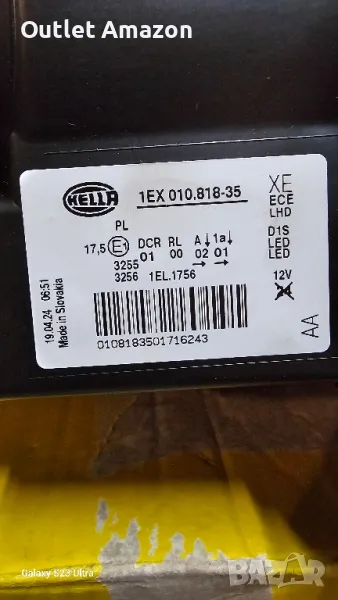 Outlet Amazon
HELLA
1EX 010.818-35
XE
ECE
LHD
PL
17,5 E1 DCR RL A↓ 1a↓
01 00 02 01
3255
3256 1EL.1756 → →
D1S
LED
LED
12V
19.04.24 06:51
Made in Slovakia
0108183501716243
AA
Galaxy S23 Ultra
BAZAR